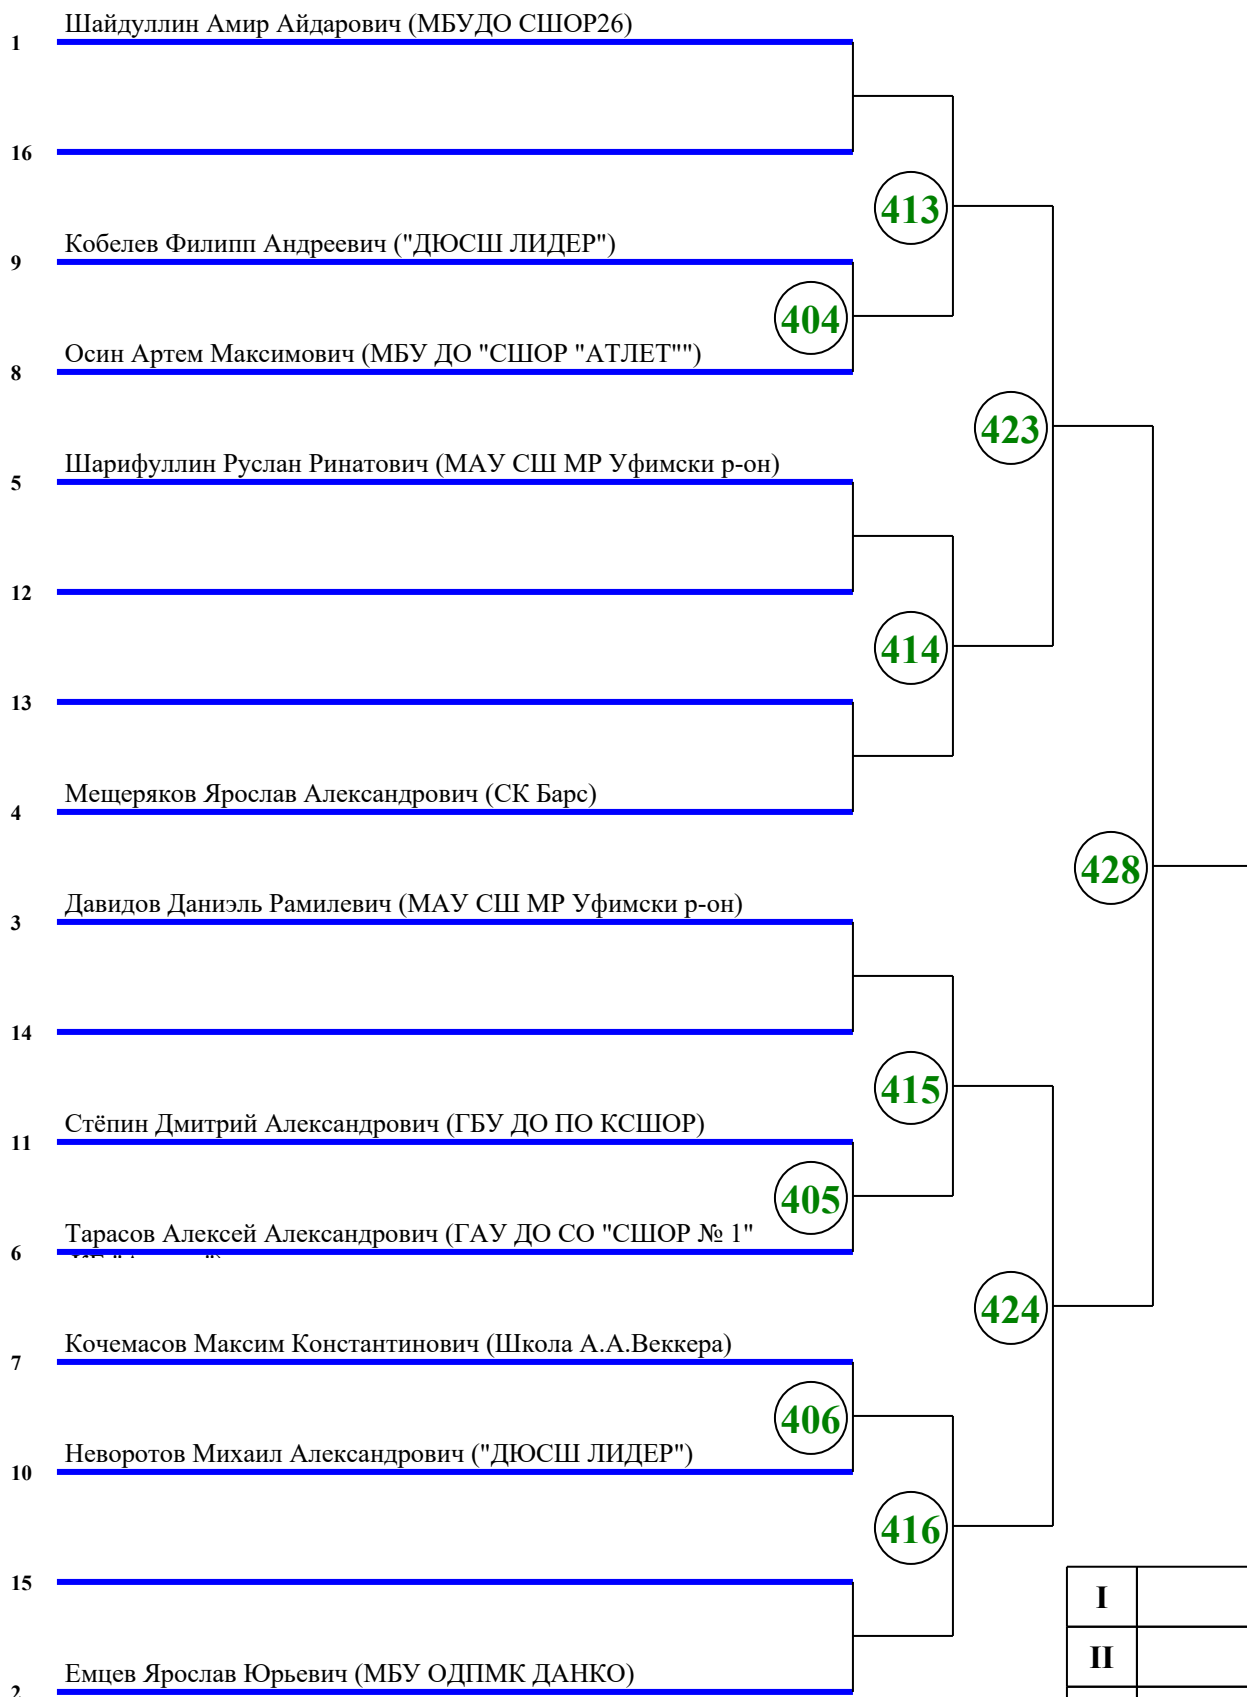 Шайдуллин Амир Айдарович (МБУДО СШОР26)
1
16
413
Кобелев Филипп Андреевич ("ДЮСШ ЛИДЕР")
9
404
Осин Артем Максимович (МБУ ДО "СШОР "АТЛЕТ"")
8
423
Шарифуллин Руслан Ринатович (МАУ СШ МР Уфимски р-он)
5
12
414
13
Мещеряков Ярослав Александрович (СК Барс)
4
428
Давидов Даниэль Рамилевич (МАУ СШ МР Уфимски р-он)
3
14
415
Стёпин Дмитрий Александрович (ГБУ ДО ПО КСШОР)
11
405
Тарасов Алексей Александрович (ГАУ ДО СО "СШОР № 1"
6
424
Кочемасов Максим Константинович (Школа А.А.Веккера)
7
406
Неворотов Михаил Александрович ("ДЮСШ ЛИДЕР")
10
416
15
I
II
Емцев Ярослав Юрьевич (МБУ ОДПМК ДАНКО)
2